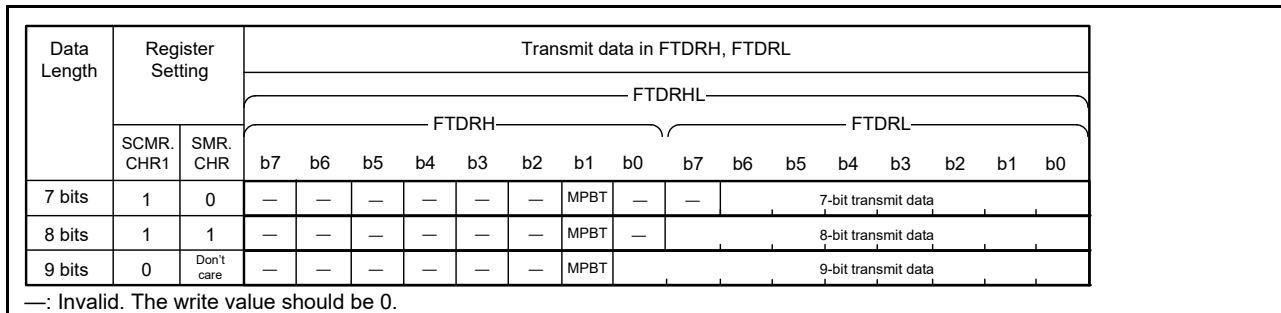 Data Length Register Setting Transmit data in FTDRH, FTDRL
FTDRHL
FTDRH FTDRL
SCMR. CHR1 SMR. CHR b7 b6 b5 b4 b3 b2 b1 b0 b7 b6 b5 b4 b3 b2 b1 b0
7 bits 1 0 — — — — — — MPBT — — 7-bit transmit data
8 bits 1 1 — — — — — — MPBT — 8-bit transmit data
9 bits 0 Don't care — — — — — — MPBT 9-bit transmit data
—: Invalid. The write value should be 0.